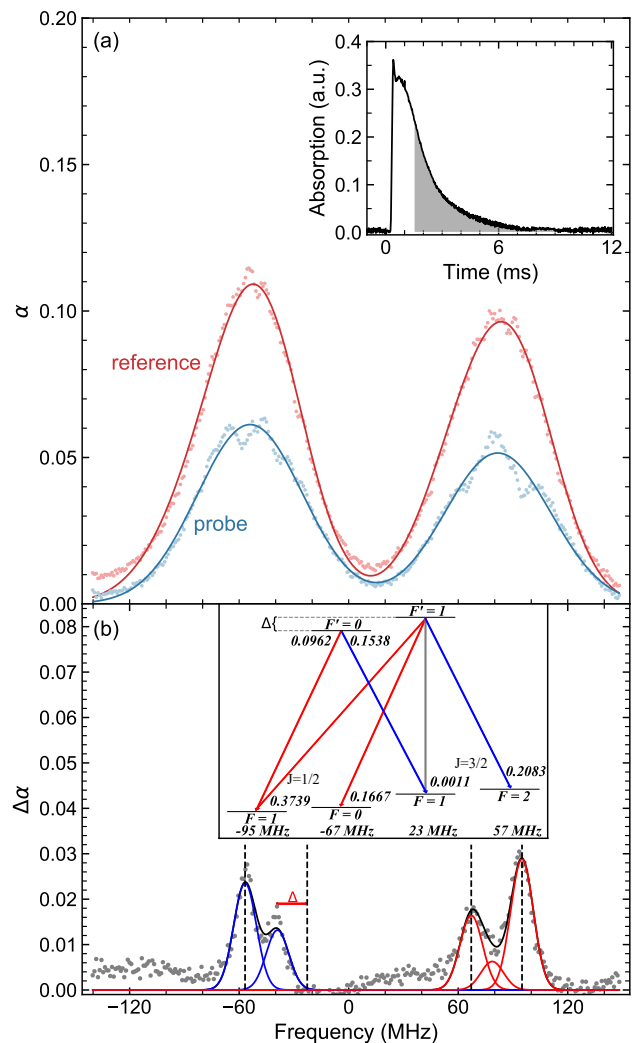 (a)
0.20
0.15
0.10
0.05
0.00
α
reference
probe
0.4
0.3
0.2
0.1
0.0
Absorption (a.u.)
0
6
12
Time (ms)
(b)
0.08
0.07
0.06
0.05
0.04
0.03
0.02
0.01
0.00
Δα
F' = 1
Δ{
F' = 0
0.0962
0.1538
J=1/2
J=3/2
0.3739
0.1667
0.0011
0.2083
F = 1
F = 0
F = 1
F = 2
-95 MHz
-67 MHz
23 MHz
57 MHz
Δ
−120
−60
0
60
120
Frequency (MHz)